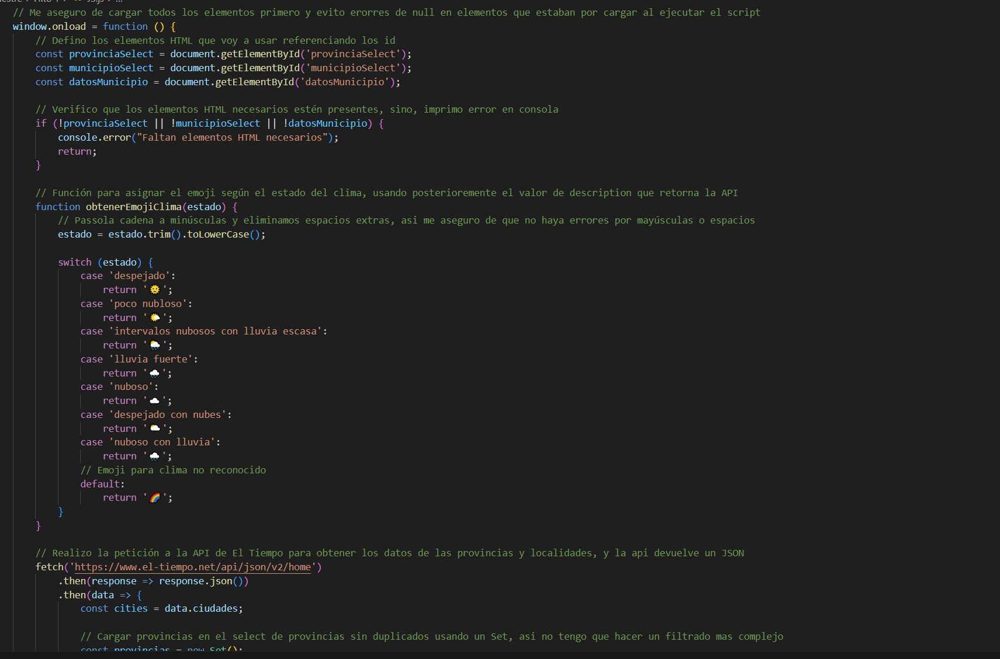 // Me aseguro de cargar todos los elementos primero y evito erorres de null en elementos que estaban por cargar al ejecutar el script
window.onload = function () {
// Defino los elementos HTML que voy a usar referenciando los id
const provinciaSelect = document.getElementById('provinciaSelect');
const municipioSelect = document.getElementById('municipioSelect');
const datosMunicipio = document.getElementById('datosMunicipio');
// Verifico que los elementos HTML necesarios estén presentes, sino, imprimo error en consola
if (!provinciaSelect || !municipioSelect || !datosMunicipio) {
console.error("Faltan elementos HTML necesarios");
return;
}
// Función para asignar el emoji según el estado del clima, usando posterioremente el valor de description que retorna la API
function obtenerEmojiClima(estado) {
// Passola cadena a minúsculas y eliminamos espacios extras, asi me aseguro de que no haya errores por mayúsculas o espacios
estado = estado.trim().toLowerCase();
switch (estado) {
case 'despejado':
return '🌞';
case 'poco nubloso':
return '🌤️';
case 'intervalos nubosos con lluvia escasa':
return '🌦️';
case 'lluvia fuerte':
return '🌧️';
case 'nuboso':
return '☁️';
case 'despejado con nubes':
return '🌥️';
case 'nuboso con lluvia':
return '🌧️';
// Emoji para clima no reconocido
default:
return '🌈';
}
}
// Realizo la petición a la API de El Tiempo para obtener los datos de las provincias y localidades, y la api devuelve un JSON
fetch('https://www.el-tiempo.net/api/json/v2/home')
.then(response => response.json())
.then(data => {
const cities = data.ciudades;
// Cargar provincias en el select de provincias sin duplicados usando un Set, asi no tengo que hacer un filtrado mas complejo
const provincias = new Set();